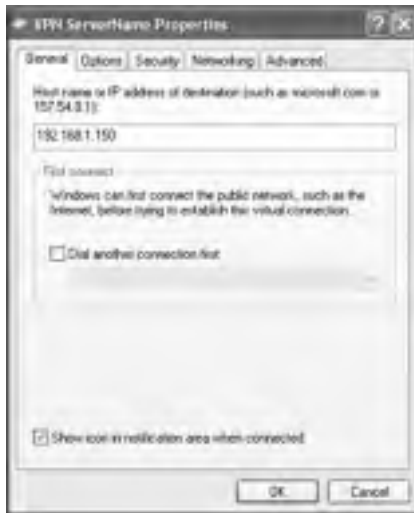 VPN ServerName Properties
General Options Security Networking Advanced
Host name or IP address of destination (such as microsoft.com or
157.54.0.1):
192.168.1.150
First connect
Windows can first connect the public network, such as the
Internet, before trying to establish this virtual connection.
Dial another connection first
Show icon in notification area when connected
OK Cancel